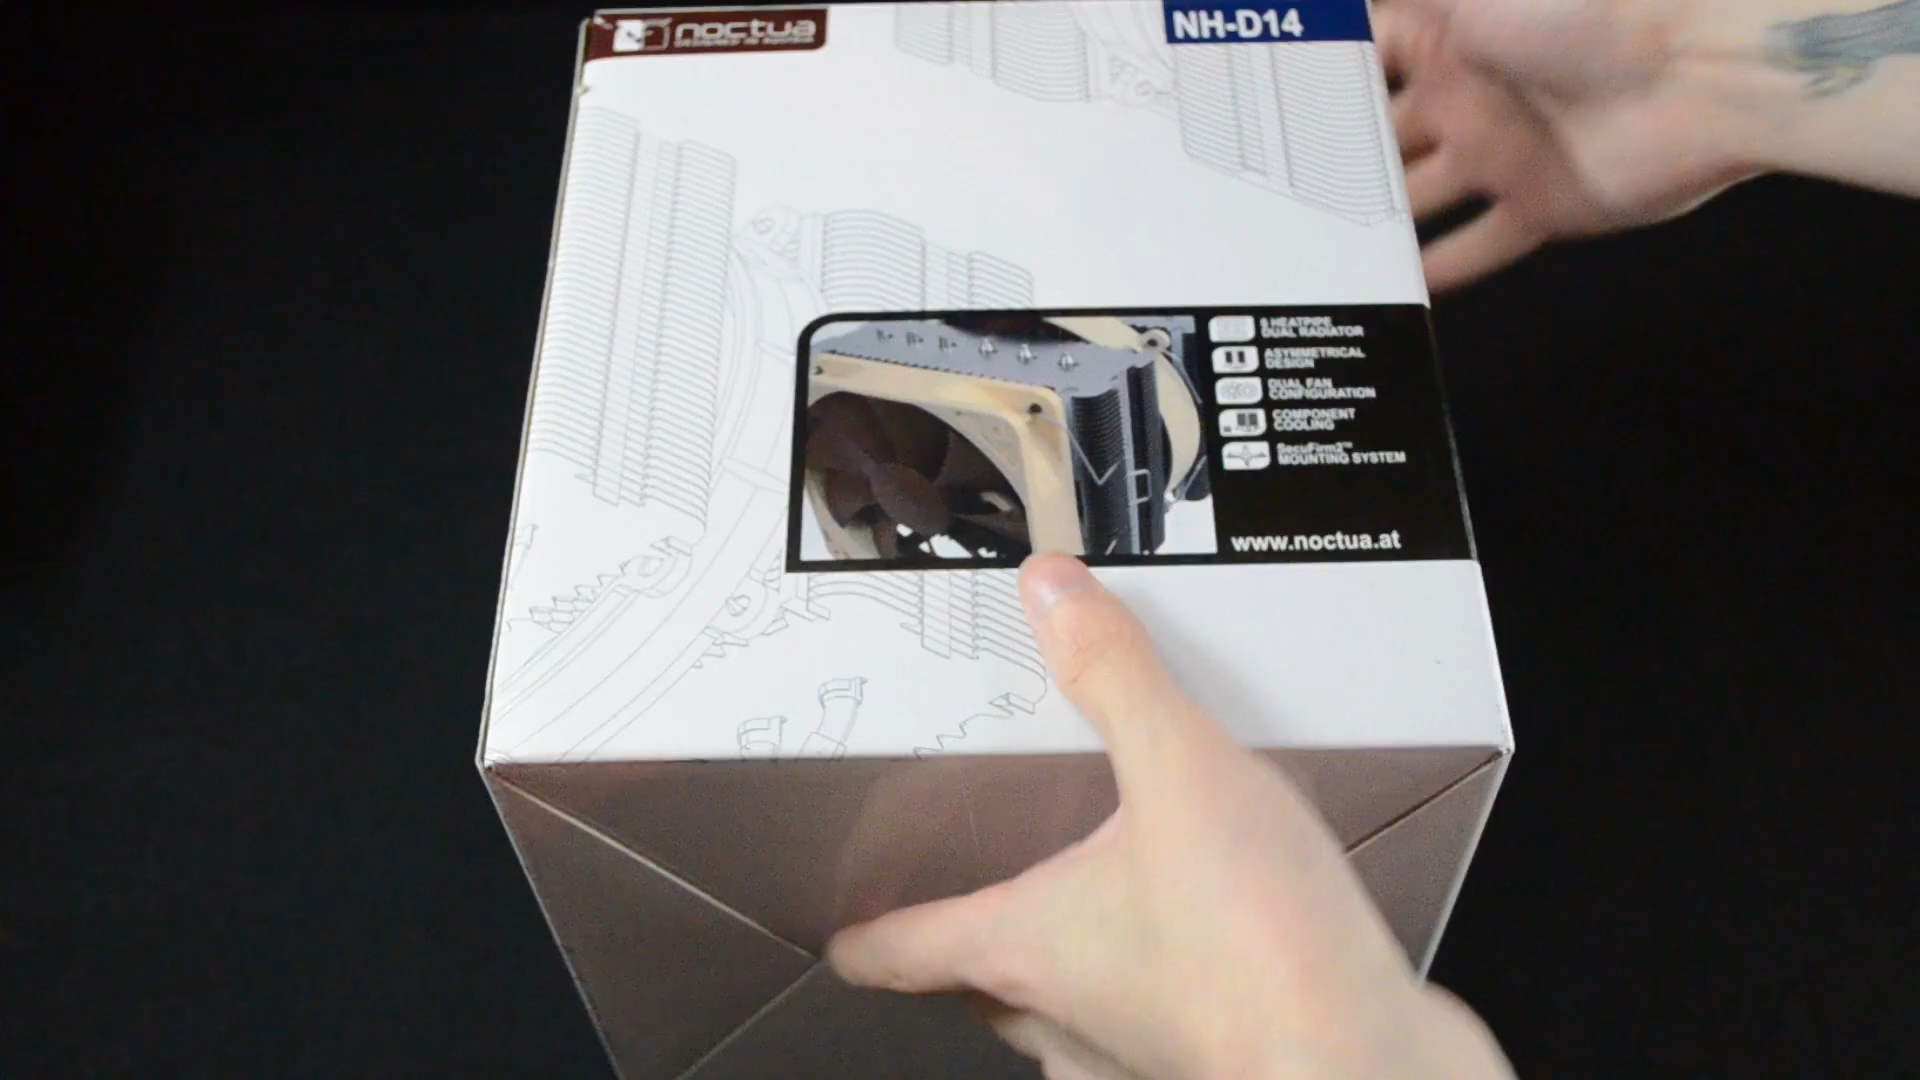 noctua
NH-D14
6 HEATPIPE
DUAL RADIATOR
ASYMMETRICAL
DESIGN
DUAL FAN
CONFIGURATION
COMPONENT
COOLING
SecuFirm2™
MOUNTING SYSTEM
www.noctua.at